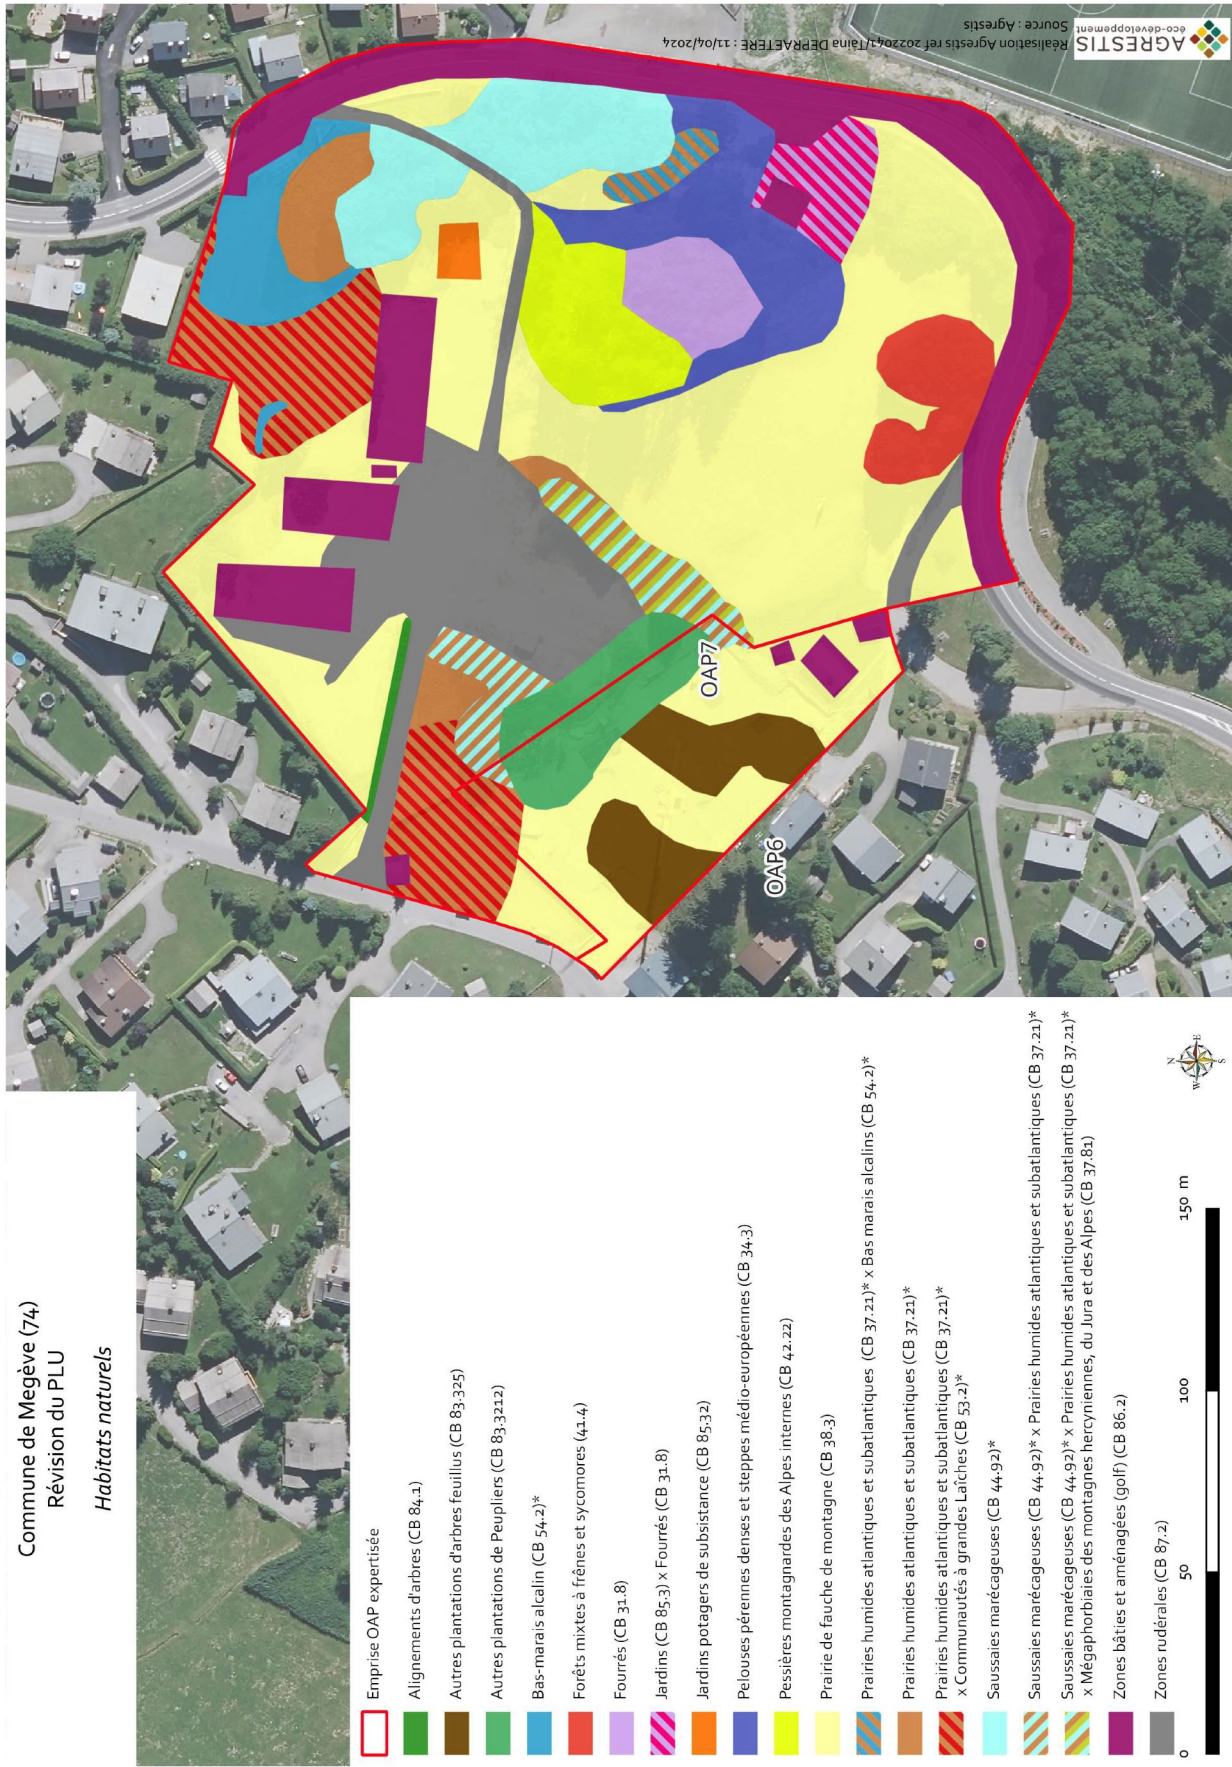 Commune de Megève (74)
Révision du PLU
Habitats naturels
Emprise OAP expertisée
Alignements d'arbres (CB 84.1)
Autres plantations d'arbres feuillus (CB 83.325)
Autres plantations de Peupliers (CB 83.3212)
Bas-marais alcalin (CB 54.2)*
Forêts mixtes à frênes et sycomores (41.4)
Fourrés (CB 31.8)
Jardins (CB 85.3) x Fourrés (CB 31.8)
Jardins potagers de subsistance (CB 85.32)
Pelouses pérennes denses et steppes médio-européennes (CB 34.3)
Pessières montagnardes des Alpes internes (CB 42.22)
Prairie de fauche de montagne (CB 38.3)
Prairies humides atlantiques et subatlantiques (CB 37.21)* x Bas marais alcalins (CB 54.2)*
Prairies humides atlantiques et subatlantiques (CB 37.21)*
Prairies humides atlantiques et subatlantiques (CB 37.21)*
x Communautés à grandes Laîches (CB 53.2)*
Saussaies marécageuses (CB 44.92)*
Saussaies marécageuses (CB 44.92)* x Prairies humides atlantiques et subatlantiques (CB 37.21)*
Saussaies marécageuses (CB 44.92)* x Prairies humides atlantiques et subatlantiques (CB 37.21)*
x Mégaphorbiaies des montagnes hercyniennes, du Jura et des Alpes (CB 37.81)
Zones bâties et aménagées (golf) (CB 86.2)
Zones rudérales (CB 87.2)
0 50 100 150 m
N
W E
S
OAP6
OAP7
AGRESTIS
éco-développement
Réalisation Agrestis ref 2022041/Taïna DEPRAETERE : 11/04/2024
Source : Agrestis